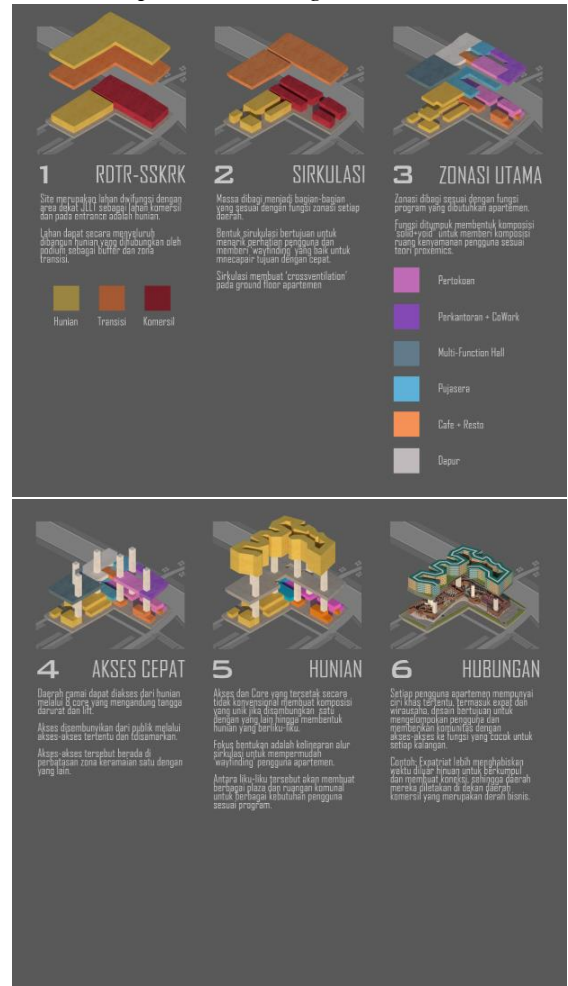 1 RDTR-SSKRK
Site merupakan lahan dwifungsi dengan
area dekat JLLT sebagai lahan komersil
dan pada entrance adalah hunian.
Lahan dapat secara menyeluruh
dibangun hunian yang dihubungkan oleh
podium sebagai buffer dan zona
transisi.
Hunian
Transisi
Komersil
2 SIRKULASI
Massa dibagi menjadi bagian-bagian
yang sesuai dengan fungsi zonasi setiap
daerah.
Bentuk sirukulasi bertujuan untuk
menarik perhatian pengguna dan
memberi 'wayfinding' yang baik untuk
mnecapair tujuan dengan cepat.
Sirkulasi membuat 'crossventilation'
pada ground floor apartemen
3 ZONASI UTAMA
Zonasi dibagi sesuai dengan fungsi
program yang dibutuhkan apartemen.
Fungsi ditumpuk membentuk komposisi
'solid+void' untuk memberi komposisi
ruang kenyamanan pengguna sesuai
teori proxemics.
Pertokoan
Perkantoran + CoWork
Multi-Function Hall
Pujasera
Cafe + Resto
Dapur
4 AKSES CEPAT
Daerah ramai dapat diakses dari hunian
melalui 8 core yang mengandung tangga
darurat dan lift.
Akses disembunyikan dari publik melalui
akses-akses tertentu dan tdisamarkan.
Akses-akses tersebut berada di
perbatasan zona keramaian satu dengan
yang lain.
5 HUNIAN
Akses dan Core yang tersetak secara
tidak konvensignal membuat komposisi
yang unik jika disambungkan satu
dengan yang lain hingga membentuk
hunian yang berliku-liku.
Fokus bentukan adalah kelinearan alur
sirkulasi untuk mempermudah
'wayfinding' pengguna apartemen.
Antara liku-liku tersebut akan membuat
berbagai plaza dan ruangan komunal
untuk berbagai kebutuhan pengguna
sesuai program.
6 HUBUNGAN
Setiap pengguna apartemen mempunyai
ciri khas tertentu, termasuk expat dan
wirausaha, desain bertujuan untuk
mengelompokan pengguna dan
memberikan komunitas dengan
akses-akses ke fungsi yang cocok untuk
setiap kalangan.
Contoh: Expatriat lebih menghabiskan
waktu diluar hinuan untuk berkumpul
dan membuat koneksi, sehingga daerah
mereka diletakan di dekan daerah
komersil yang merupakan derah bisnis.